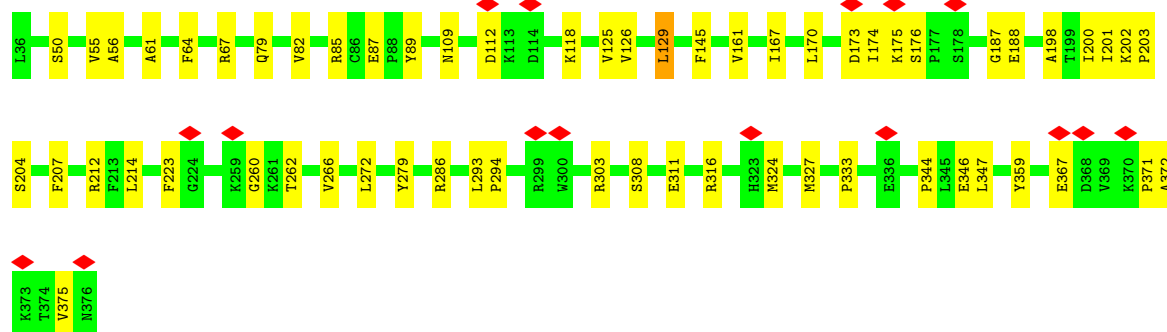 L36 S50 V55 A56 A61 F64 R67 Q79 V82 R85 C86 E87 P88 Y89 N109 D112 K113 D114 K118 V125 V126 L129 F145 V161 I167 L170 D173 I174 K175 S176 P177 S178 G187 E188 A198 T199 I200 I201 K202 P203
S204 F207 R212 F213 L214 F223 G224 K259 G260 K261 T262 V266 L272 Y279 R286 L293 P294 R299 W300 R303 S308 E311 R316 H323 M324 M327 P333 E336 P344 L345 E346 L347 Y359 E367 D368 V369 K370 P371 A372
K373 T374 V375 N376